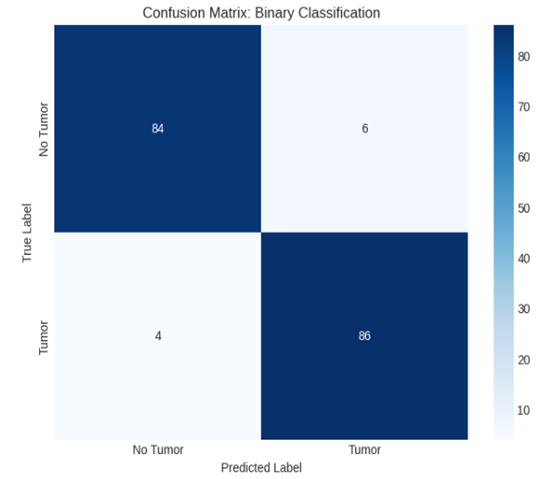 Confusion Matrix: Binary Classification
True Label
No Tumor
Tumor
84
6
4
86
No Tumor
Tumor
Predicted Label
80
70
60
50
40
30
20
10